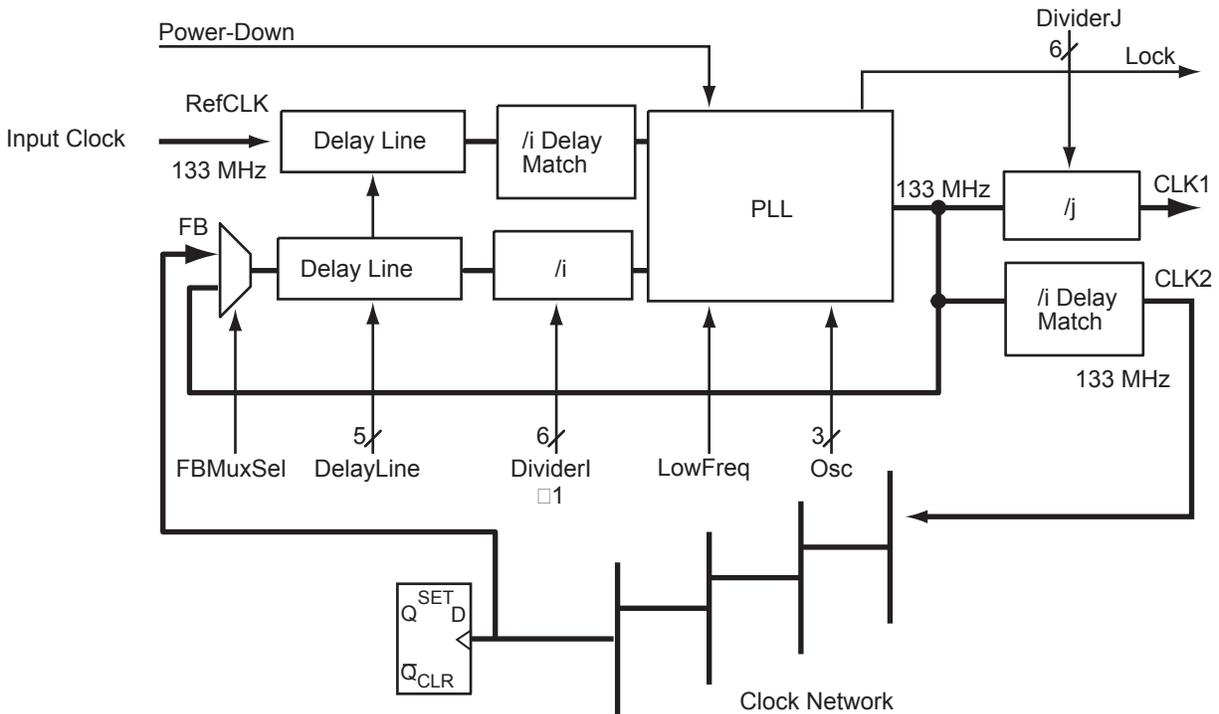 Power-Down
DividerJ
6
Lock
RefCLK
Input Clock
133 MHz
Delay Line
/i Delay
Match
PLL
133 MHz
/j
CLK1
FB
Delay Line
/i
/i Delay
Match
CLK2
133 MHz
5
6
3
FBMuxSel
DelayLine
DividerI
□1
LowFreq
Osc
SET
Q D
Q̅
CLR
Clock Network